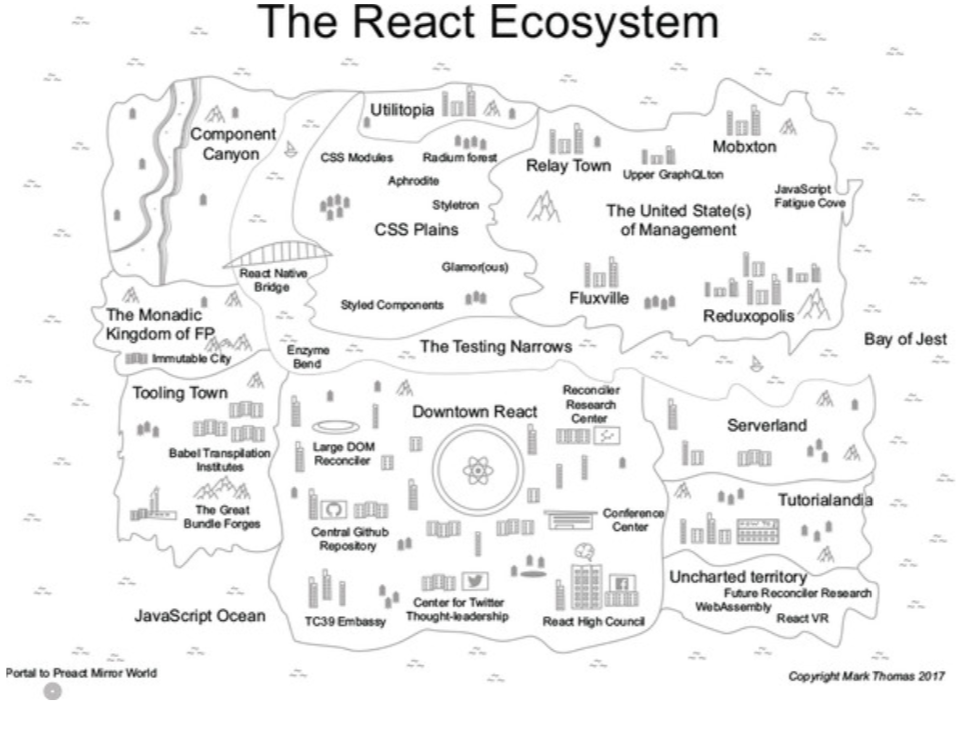 The React Ecosystem
Utilitopia
Component
Canyon
CSS Modules
Radium forest
Aphrodite
Styletron
CSS Plains
Glamor(ous)
Styled Components
Relay Town
Upper GraphQLton
Mobxton
JavaScript
Fatigue Cove
The United State(s)
of Management
Fluxville
Reduxopolis
React Native
Bridge
The Monadic
Kingdom of FP
Immutable City
Enzyme
Bend
The Testing Narrows
Bay of Jest
Tooling Town
Babel Transpilation
Institutes
The Great
Bundle Forges
Downtown React
Reconciler
Research
Center
Large DOM
Reconciler
Central Github
Repository
Conference
Center
TC39 Embassy
Center for Twitter
Thought-leadership
React High Council
Serverland
Tutorialandia
HOW TO
Uncharted territory
Future Reconciler Research
WebAssembly
React VR
JavaScript Ocean
Portal to Preact Mirror World
Copyright Mark Thomas 2017